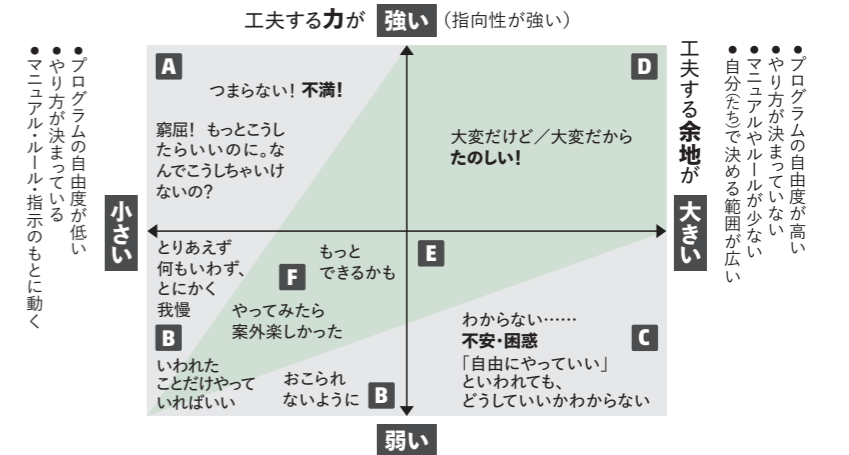 工夫する力が 強い （指向性が強い）
● プログラムの自由度が低い
● やり方が決まっている
● マニュアル・ルール・指示のもとに動く
小さい
A
つまらない！ 不満！
窮屈！ もっとこうし
たらいいのに。な
んでこうしちゃいけ
ないの？
D
大変だけど／大変だから
たのしい！
工夫する余地が 大きい
● プログラムの自由度が高い
● やり方が決まっていない
● マニュアルやルールが少ない
● 自分（たち）で決める範囲が広い
とりあえず
何もいわず、
とにかく
我慢
B
いわれた
ことだけやって
いればいい
F
もっと
できるかも
E
やってみたら
案外楽しかった
おこられ
ないように B
わからない……
不安・困惑
C
「自由にやっていい」
といわれても、
どうしていいかわからない
弱い